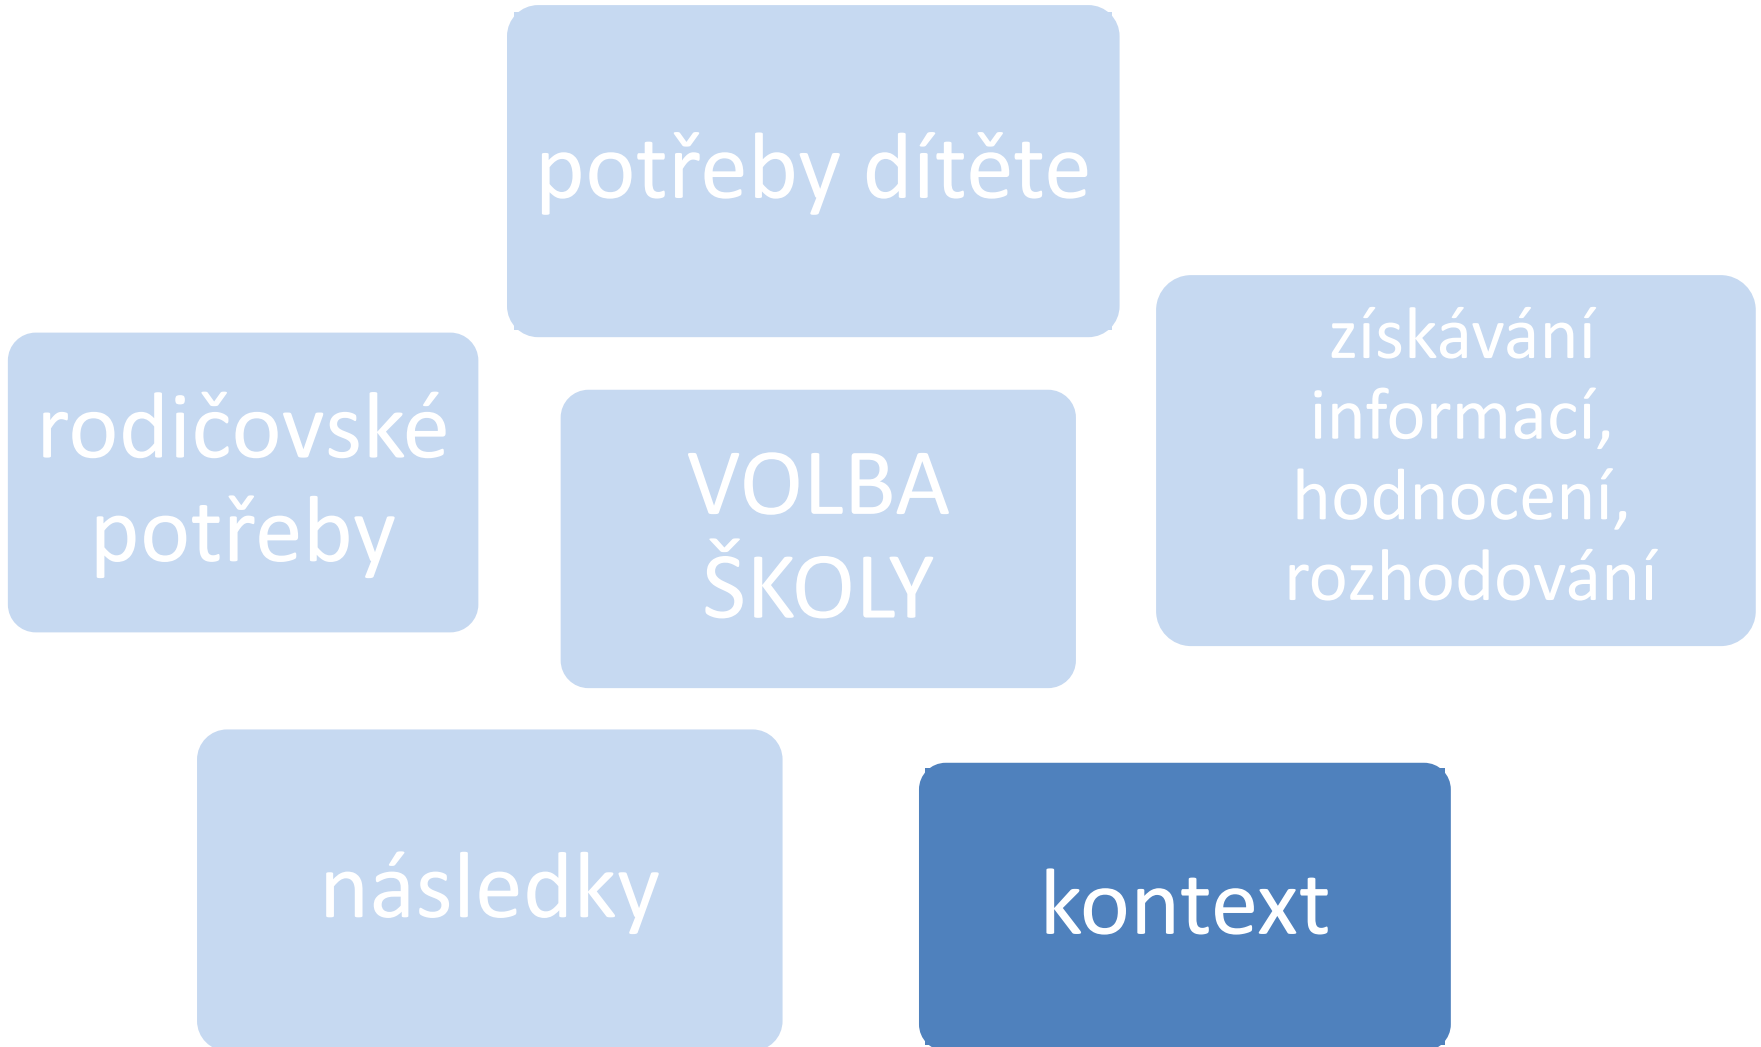 potřeby dítěte
rodičovské
potřeby
VOLBA
ŠKOLY
získávání
informací,
hodnocení,
rozhodování
následky
kontext